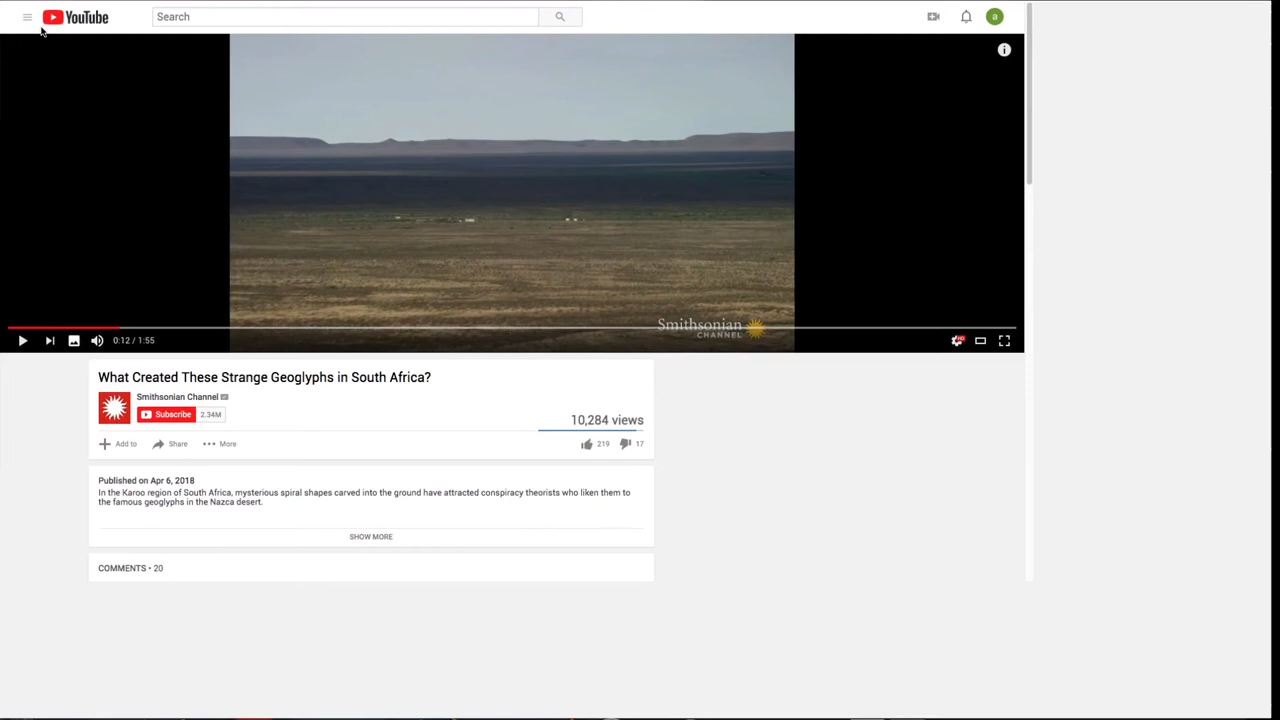 YouTube
Search
a
Smithsonian
CHANNEL
0:12 / 1:55
HD
What Created These Strange Geoglyphs in South Africa?
Smithsonian Channel
Subscribe 2.34M
10,284 views
Add to Share More 219 17
Published on Apr 6, 2018
In the Karoo region of South Africa, mysterious spiral shapes carved into the ground have attracted conspiracy theorists who liken them to
the famous geoglyphs in the Nazca desert.
SHOW MORE
COMMENTS • 20